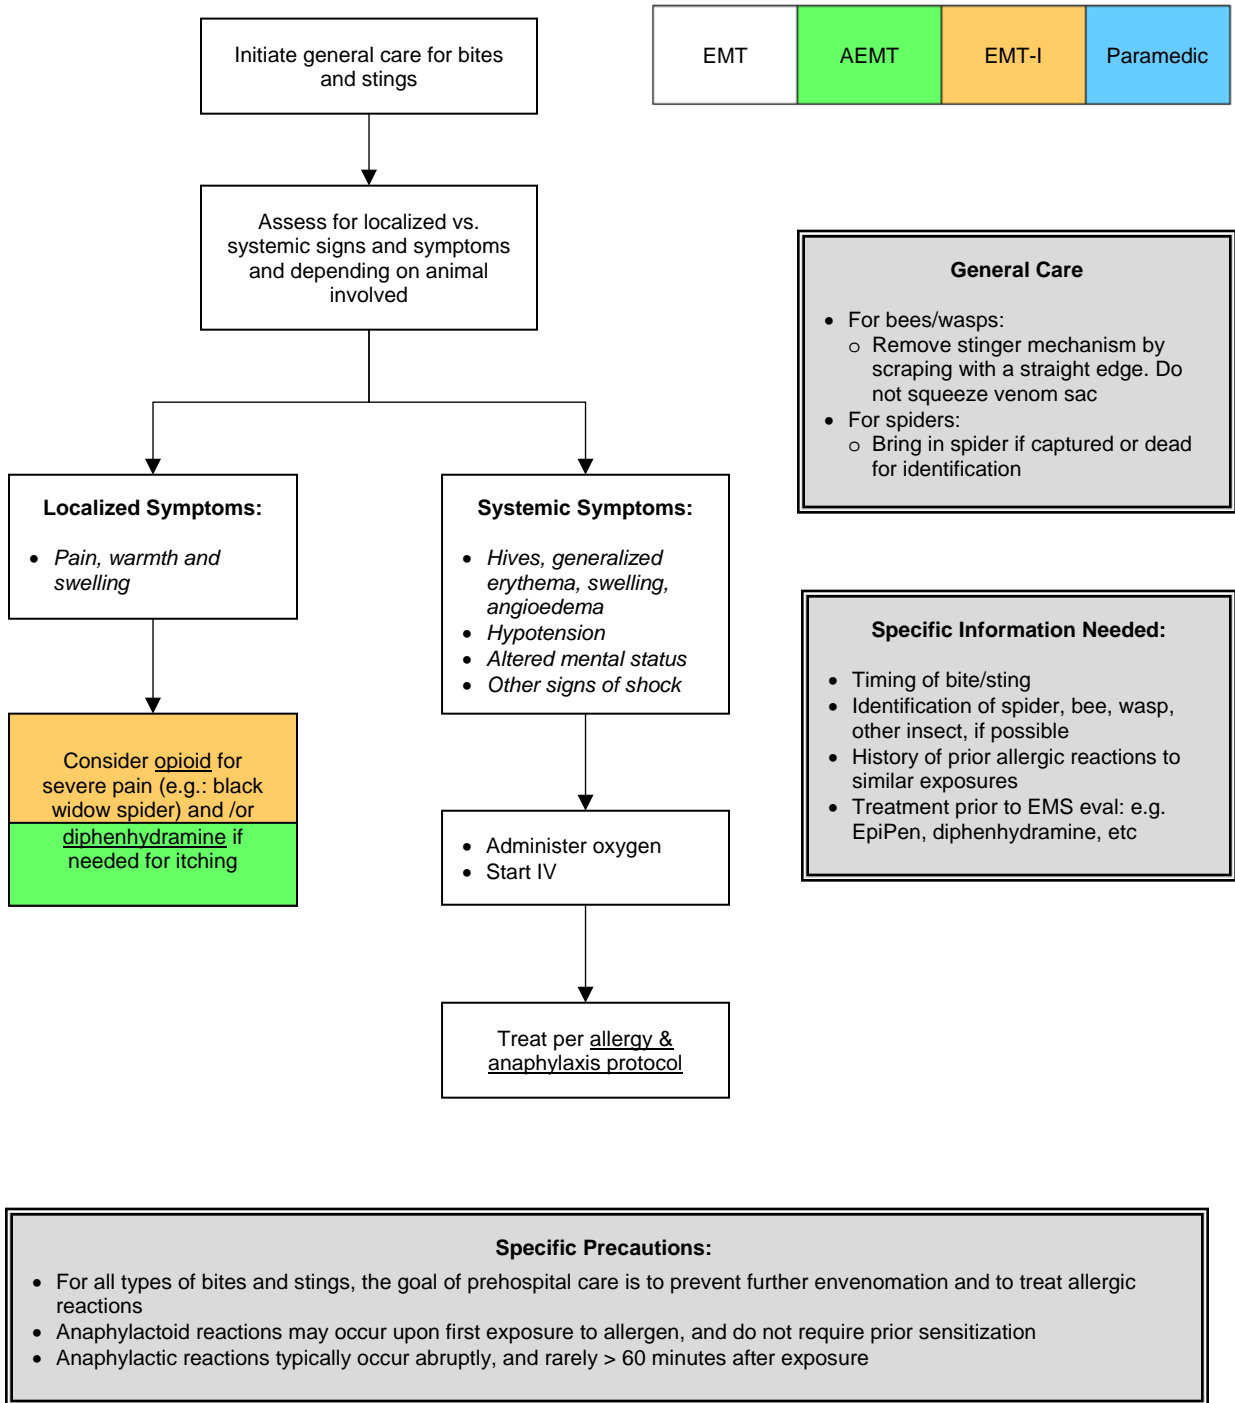 Initiate general care for bites
and stings
EMT
AEMT
EMT-I
Paramedic
Assess for localized vs.
systemic signs and symptoms
and depending on animal
involved
General Care
• For bees/wasps:
o Remove stinger mechanism by
scraping with a straight edge. Do
not squeeze venom sac
• For spiders:
o Bring in spider if captured or dead
for identification
Localized Symptoms:
• Pain, warmth and
swelling
Systemic Symptoms:
• Hives, generalized
erythema, swelling,
angioedema
• Hypotension
• Altered mental status
• Other signs of shock
Specific Information Needed:
• Timing of bite/sting
• Identification of spider, bee, wasp,
other insect, if possible
• History of prior allergic reactions to
similar exposures
• Treatment prior to EMS eval: e.g.
EpiPen, diphenhydramine, etc
Consider opioid for
severe pain (e.g.: black
widow spider) and /or
diphenhydramine if
needed for itching
• Administer oxygen
• Start IV
Treat per allergy &
anaphylaxis protocol
Specific Precautions:
• For all types of bites and stings, the goal of prehospital care is to prevent further envenomation and to treat allergic
reactions
• Anaphylactoid reactions may occur upon first exposure to allergen, and do not require prior sensitization
• Anaphylactic reactions typically occur abruptly, and rarely > 60 minutes after exposure